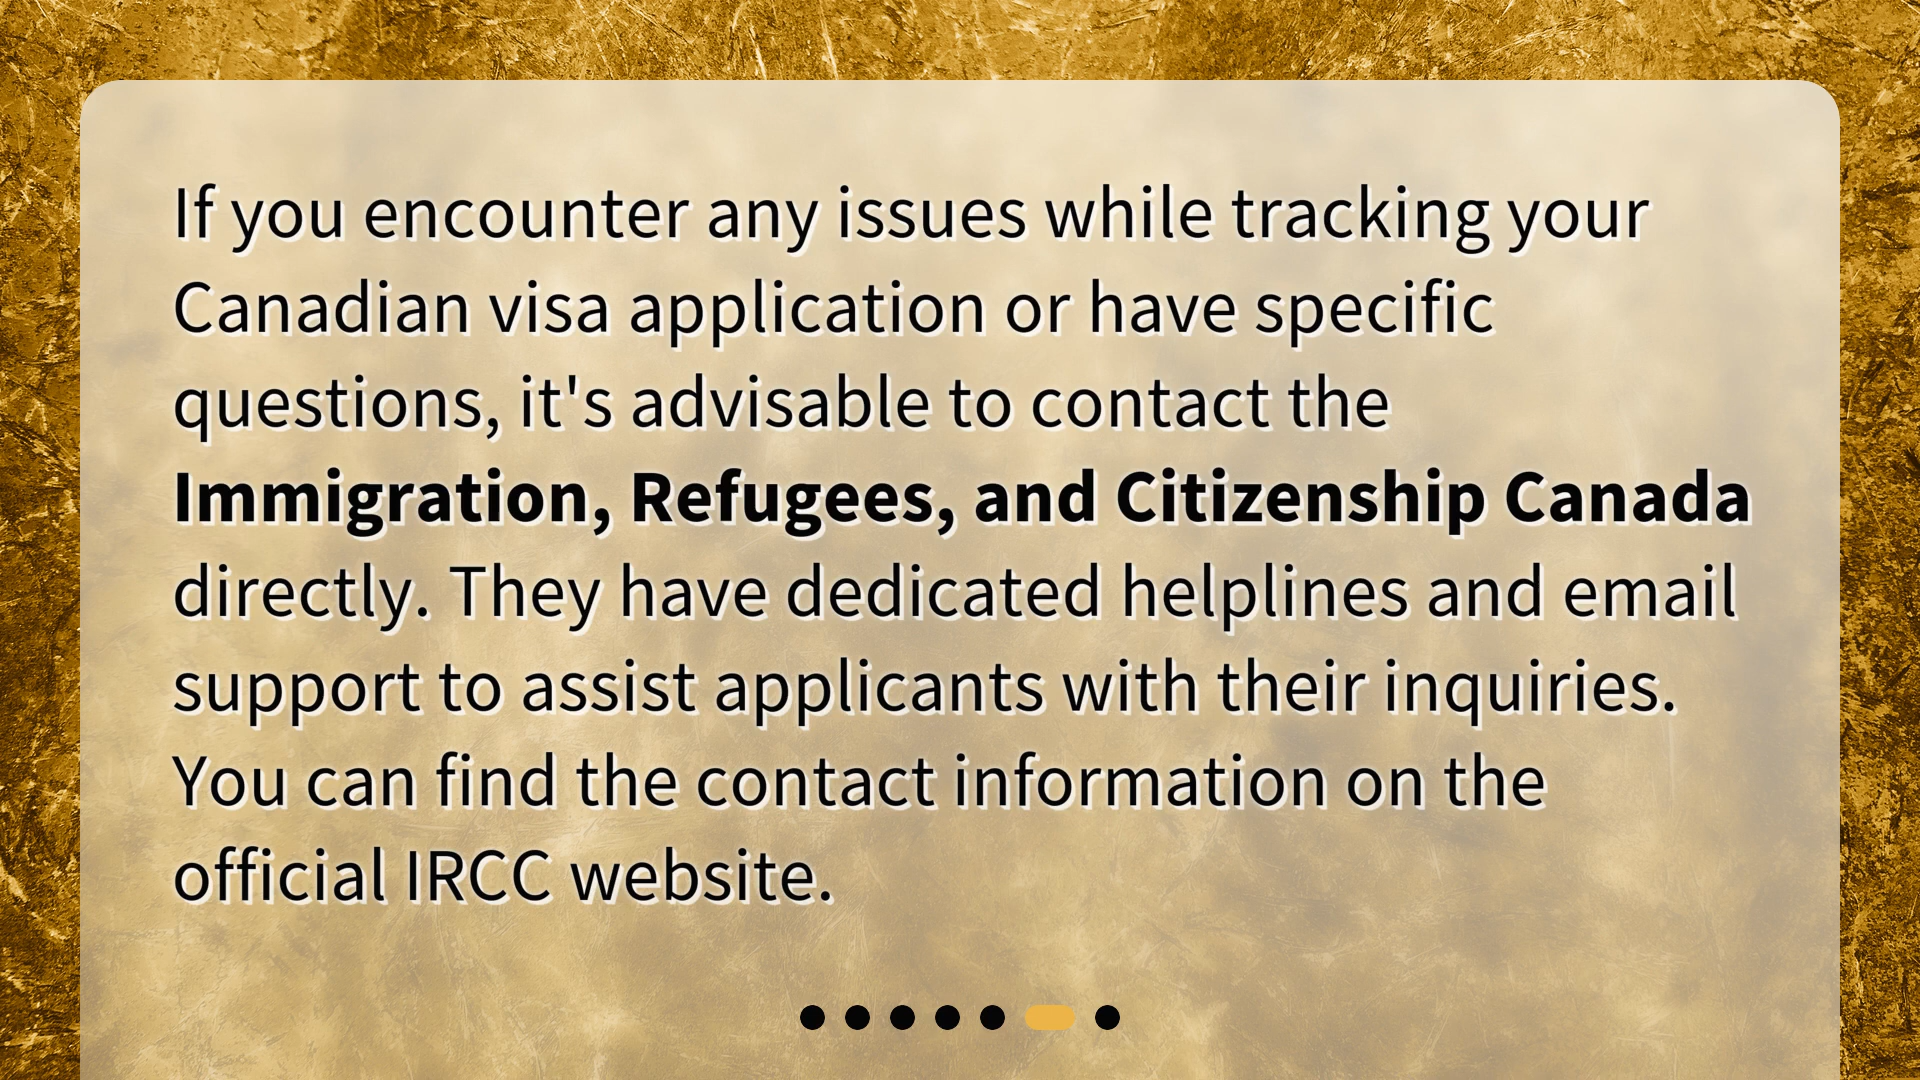 If you encounter any issues while tracking your
Canadian visa application or have specific
questions, it's advisable to contact the
Immigration, Refugees, and Citizenship Canada
directly. They have dedicated helplines and email
support to assist applicants with their inquiries.
You can find the contact information on the
official IRCC website.